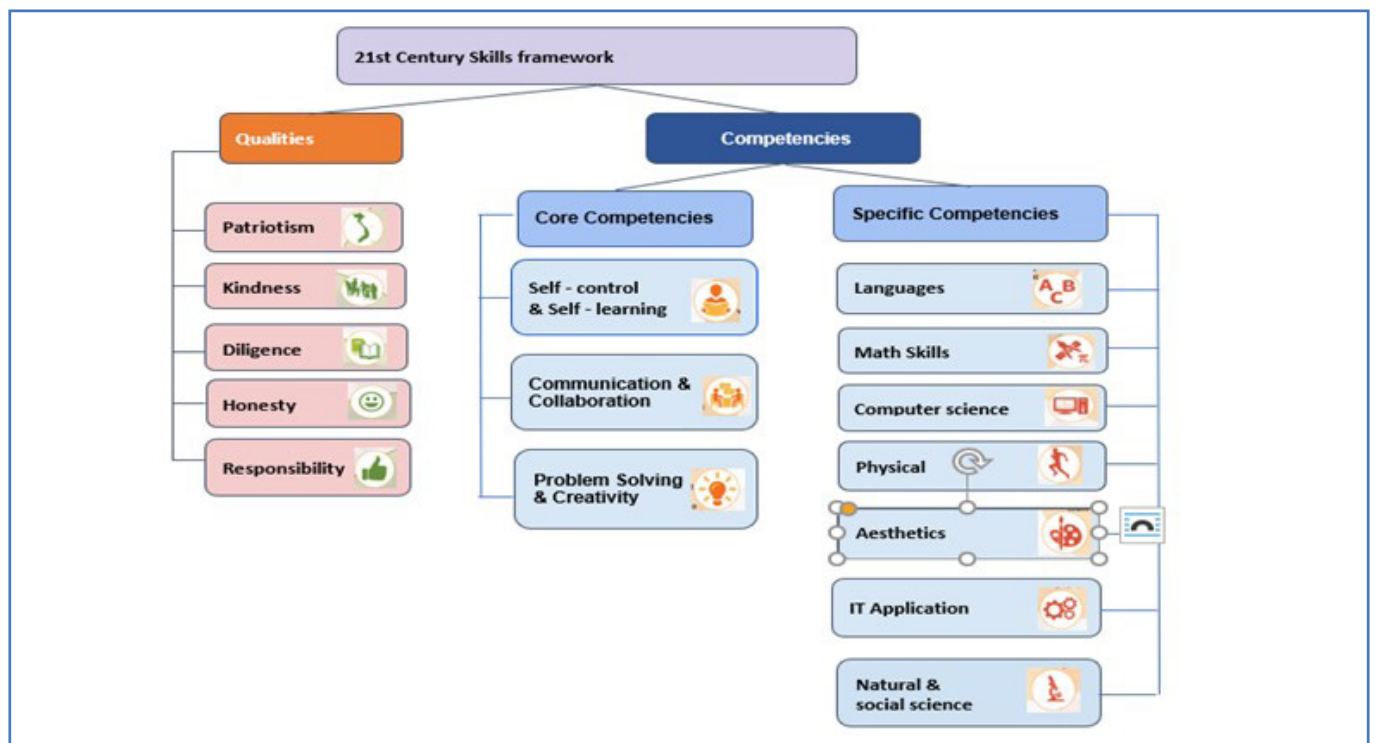 21st Century Skills framework
Qualities
Patriotism
Kindness
Diligence
Honesty
Responsibility
Competencies
Core Competencies
Self - control
& Self - learning
Communication &
Collaboration
Problem Solving
& Creativity
Specific Competencies
Languages
A B
C
Math Skills
π
Computer science
Physical
Aesthetics
IT Application
Natural &
social science